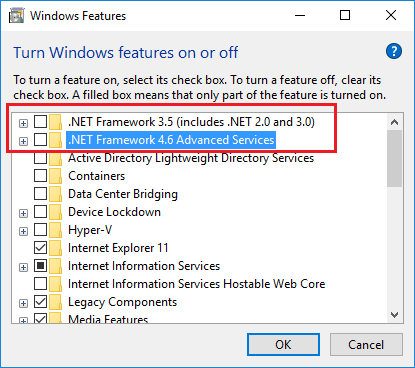 Windows Features
Turn Windows features on or off
To turn a feature on, select its check box. To turn a feature off, clear its
check box. A filled box means that only part of the feature is turned on.
.NET Framework 3.5 (includes .NET 2.0 and 3.0)
.NET Framework 4.6 Advanced Services
Active Directory Lightweight Directory Services
Containers
Data Center Bridging
Device Lockdown
Hyper-V
Internet Explorer 11
Internet Information Services
Internet Information Services Hostable Web Core
Legacy Components
Media Features
OK
Cancel